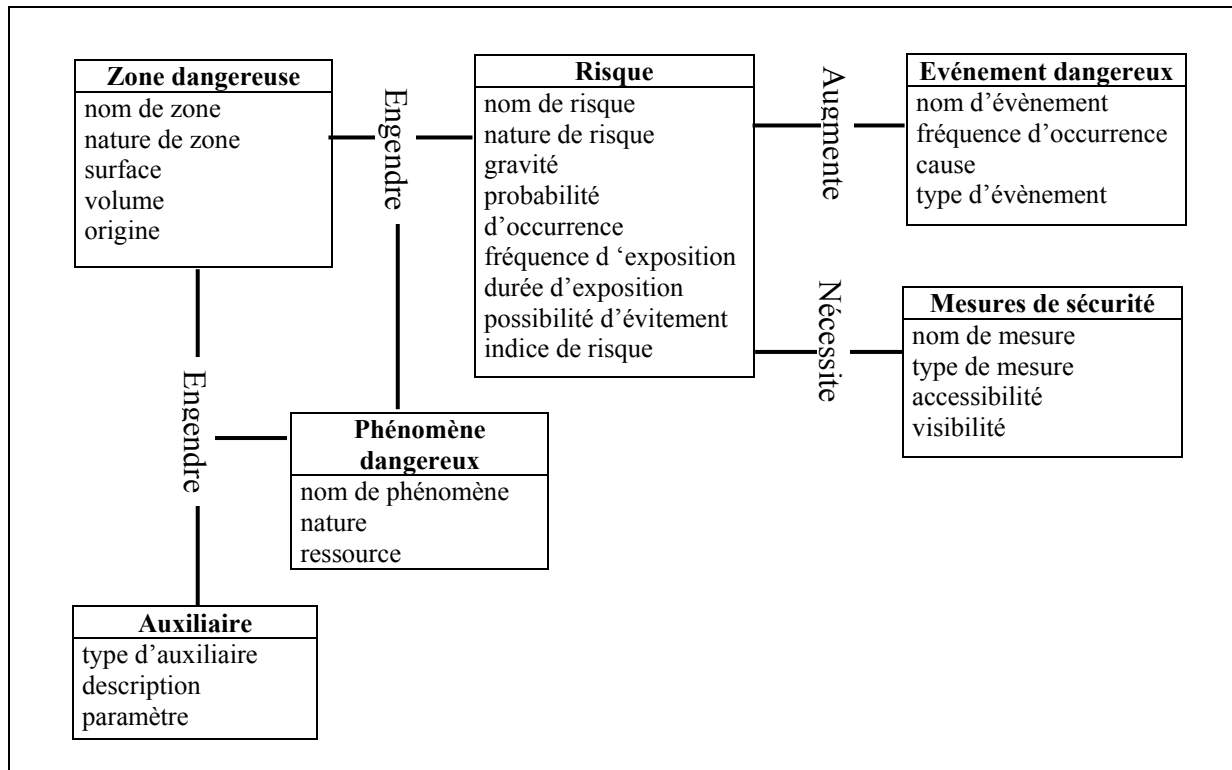 Zone dangereuse
nom de zone
nature de zone
surface
volume
origine
Engendre
Risque
nom de risque
nature de risque
gravité
probabilité
d'occurrence
fréquence d 'exposition
durée d'exposition
possibilité d'évitement
indice de risque
Augmente
Evénement dangereux
nom d'évènement
fréquence d'occurrence
cause
type d'évènement
Nécessite
Mesures de sécurité
nom de mesure
type de mesure
accessibilité
visibilité
Engendre
Phénomène
dangereux
nom de phénomène
nature
ressource
Auxiliaire
type d'auxiliaire
description
paramètre